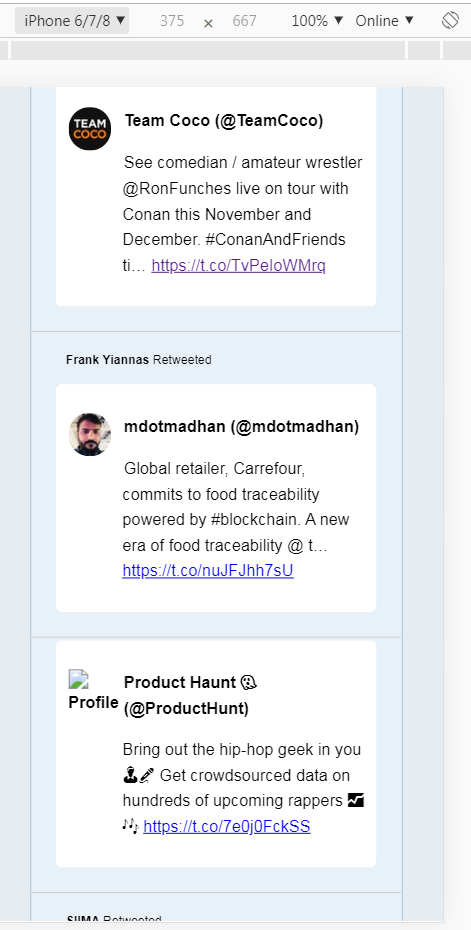 iPhone 6/7/8 ▼ 375 × 667 100% ▼ Online ▼
TEAM
COCO
Team Coco (@TeamCoco)
See comedian / amateur wrestler
@RonFunches live on tour with
Conan this November and
December. #ConanAndFriends
ti… https://t.co/TvPeIoWMrq
Frank Yiannas Retweeted
mdotmadhan (@mdotmadhan)
Global retailer, Carrefour,
commits to food traceability
powered by #blockchain. A new
era of food traceability @ t…
https://t.co/nuJFJhh7sU
Profile
Product Haunt
(@ProductHunt)
Bring out the hip-hop geek in you
Get crowdsourced data on
hundreds of upcoming rappers
🎶 https://t.co/7e0j0FckSS
SIIMA Retweeted